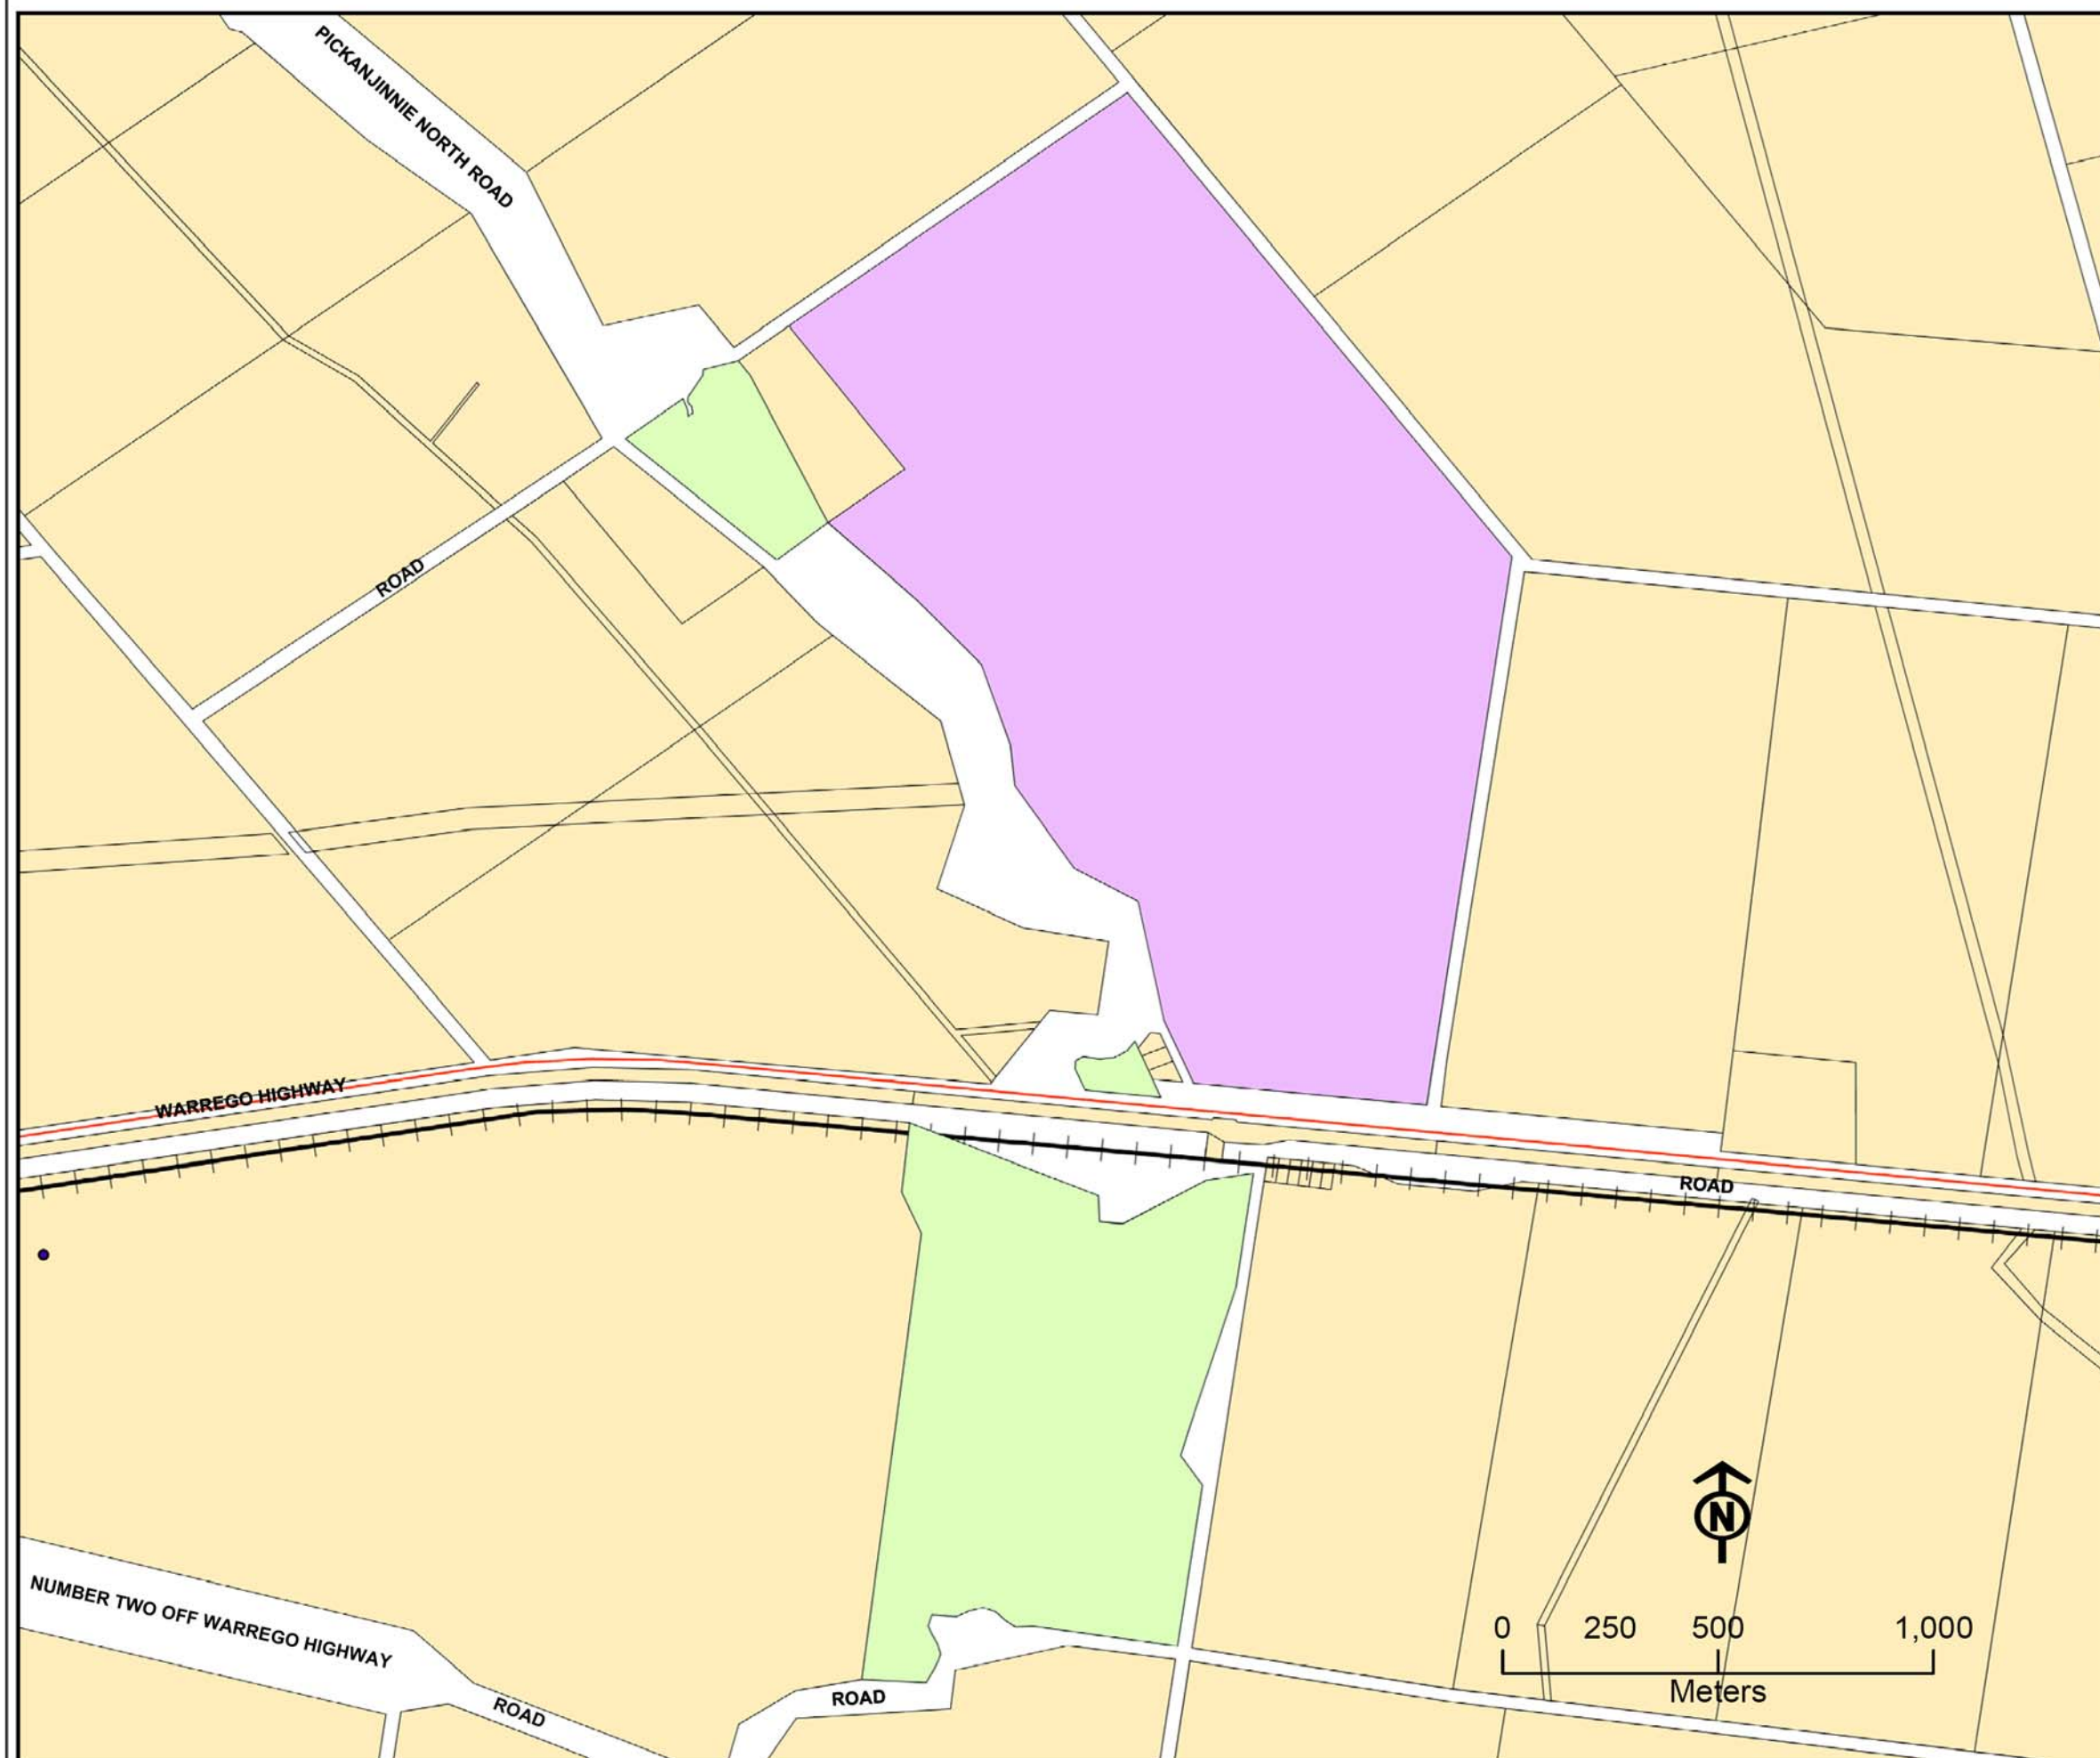 PICKANJINNIE NORTH ROAD
ROAD
WARREGO HIGHWAY
ROAD
N
NUMBER TWO OFF WARREGO HIGHWAY
ROAD
ROAD
0 250 500 1,000
Meters